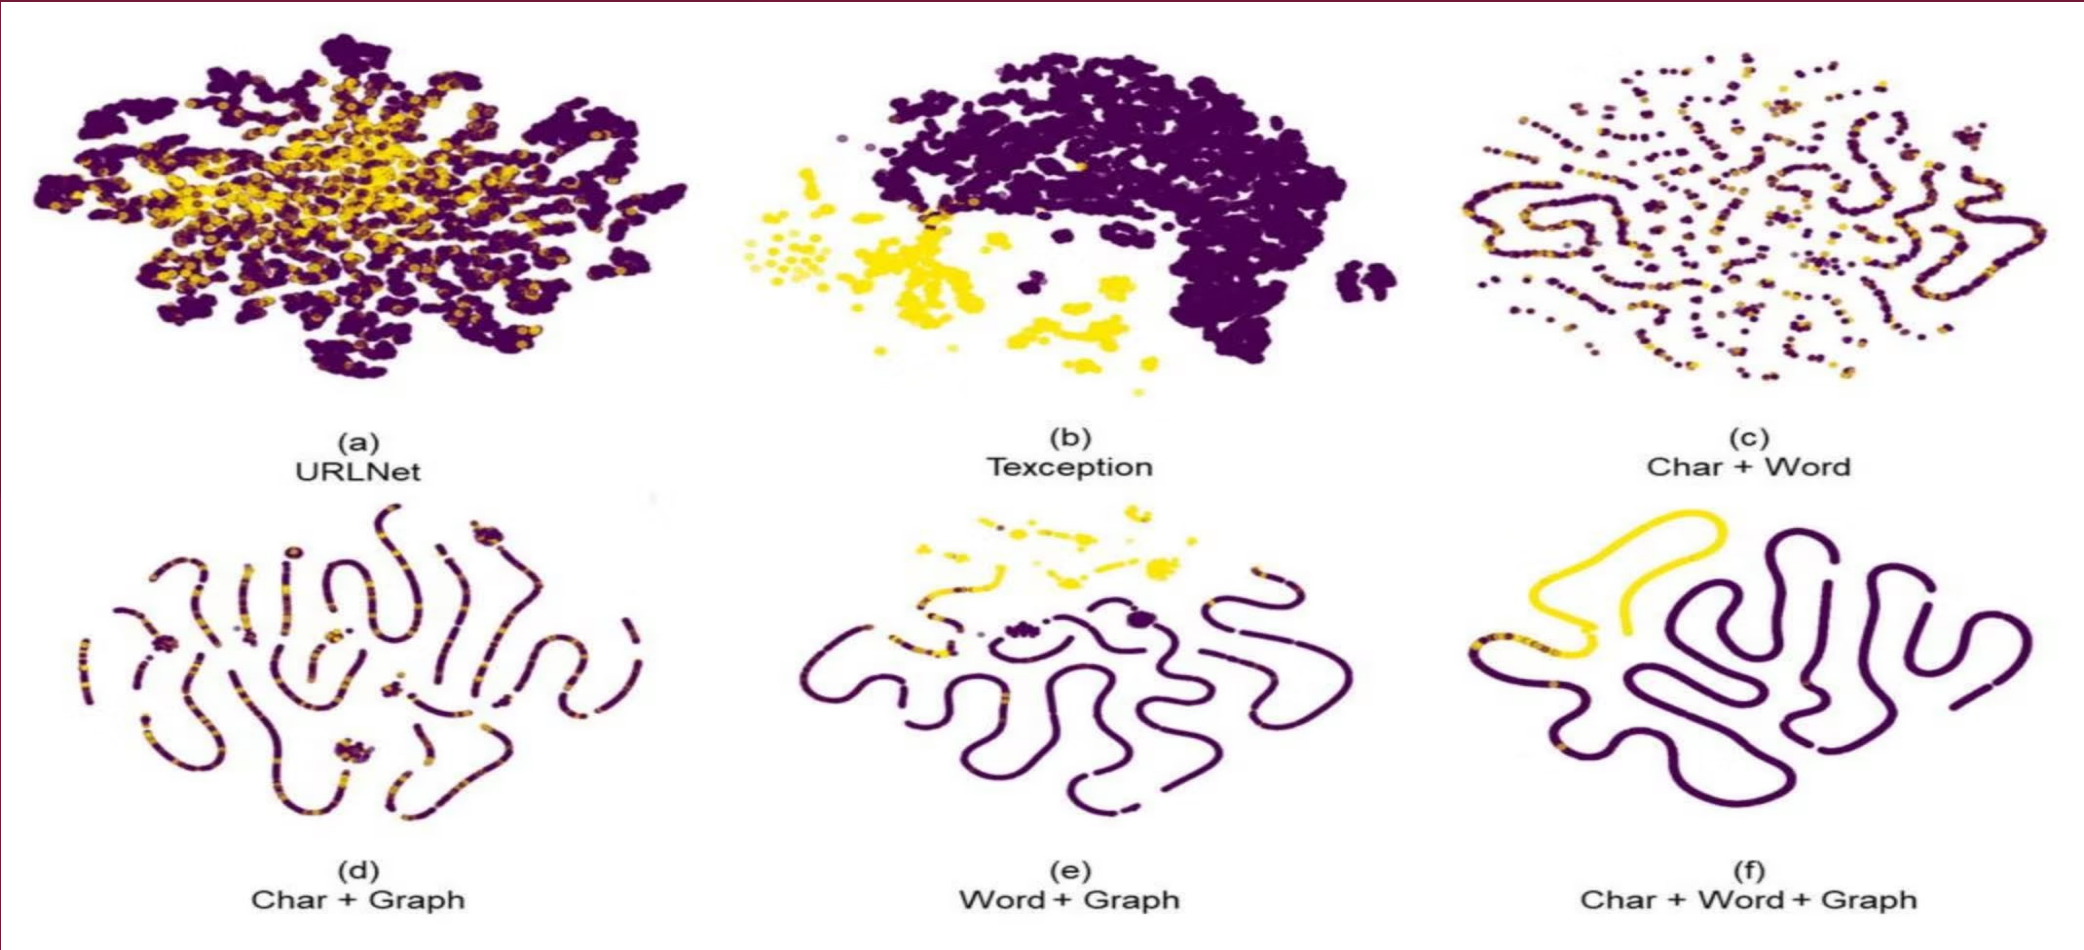 (a)
URLNet
(b)
Texception
(c)
Char + Word
(d)
Char + Graph
(e)
Word + Graph
(f)
Char + Word + Graph